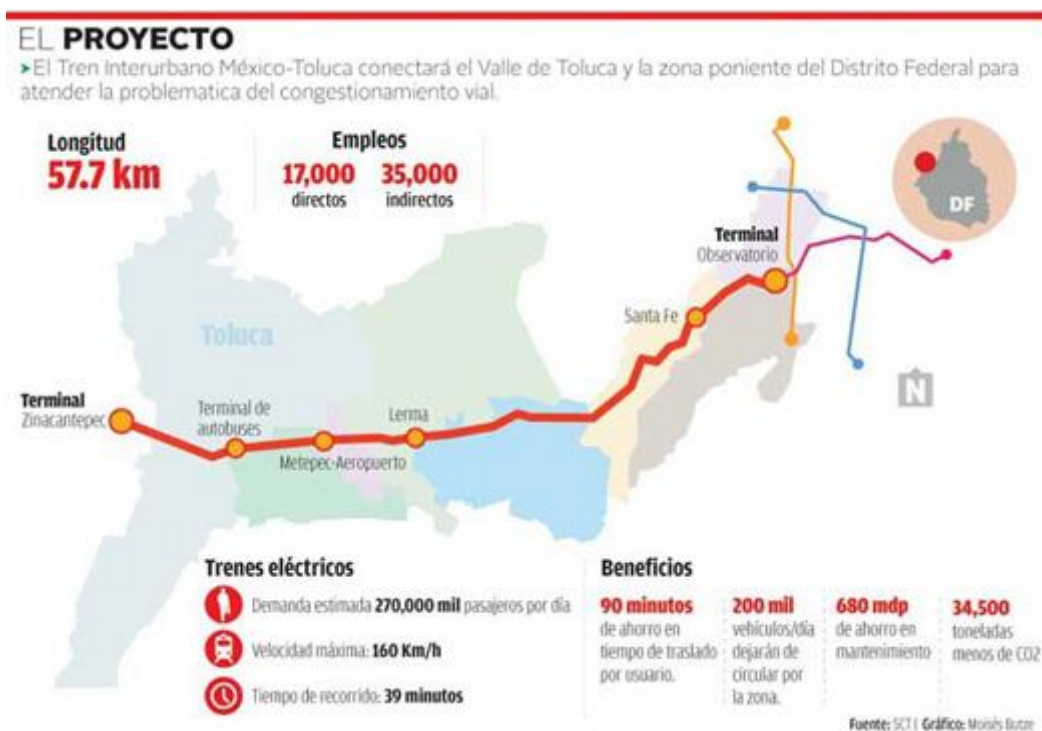 EL PROYECTO
➤El Tren Interurbano México-Toluca conectará el Valle de Toluca y la zona poniente del Distrito Federal para
atender la problematica del congestionamiento vial.
Longitud
57.7 km
Empleos
17,000
directos
35,000
indirectos
DF
Terminal
Observatorio
Santa Fe
Toluca
N
Terminal
Zinacantepec
Terminal de
autobuses
Lerma
Metepec-Aeropuerto
Trenes eléctricos
Demanda estimada 270,000 mil pasajeros por día
Velocidad máxima: 160 Km/h
Tiempo de recorrido: 39 minutos
Beneficios
90 minutos
de ahorro en
tiempo de traslado
por usuario.
200 mil
vehículos/día
dejarán de
circular por
la zona.
680 mdp
de ahorro en
mantenimiento
34,500
toneladas
menos de CO2
Fuente: SCT | Gráfico: Moisés Butze